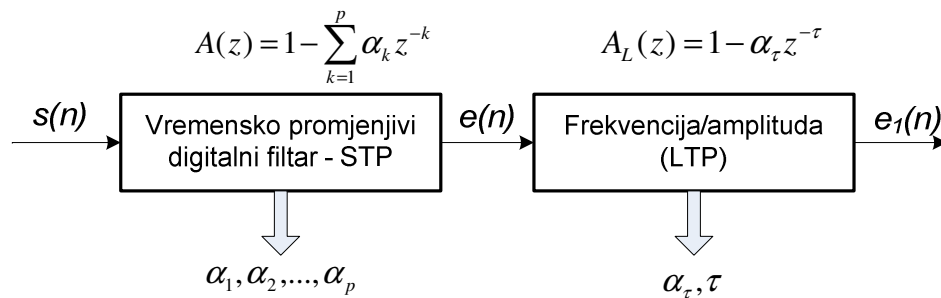 A(z) = 1 − \sum_{k=1}^{p} α_k z^{-k}
A_L(z) = 1 − α_τ z^{-τ}
s(n)
Vremensko promjenjivi
digitalni filtar - STP
e(n)
Frekvencija/amplituda
(LTP)
e_1(n)
α_1, α_2, ..., α_p
α_τ, τ